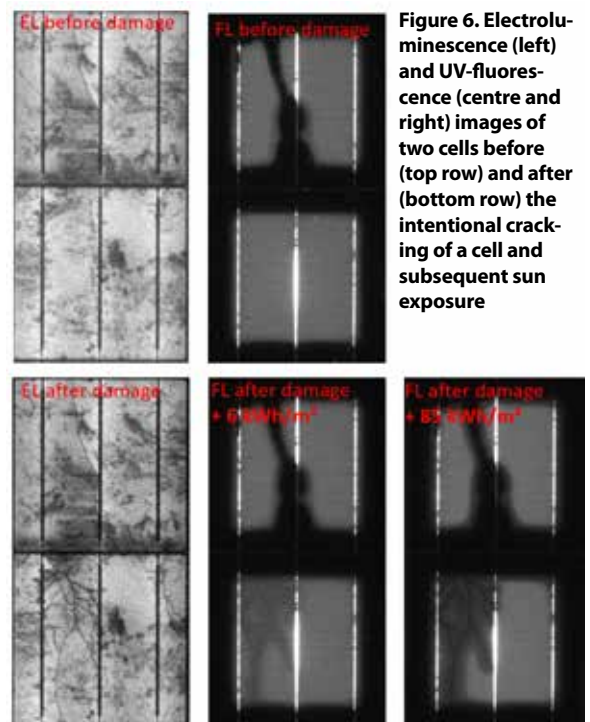 EL before damage
FL before damage
Figure 6. Electrolu-
minescence (left)
and UV-fluores-
cence (centre and
right) images of
two cells before
(top row) and after
(bottom row) the
intentional crack-
ing of a cell and
subsequent sun
exposure
EL after damage
FL after damage
+ 6 kWh/m²
FL after damage
+ 85 kWh/m²